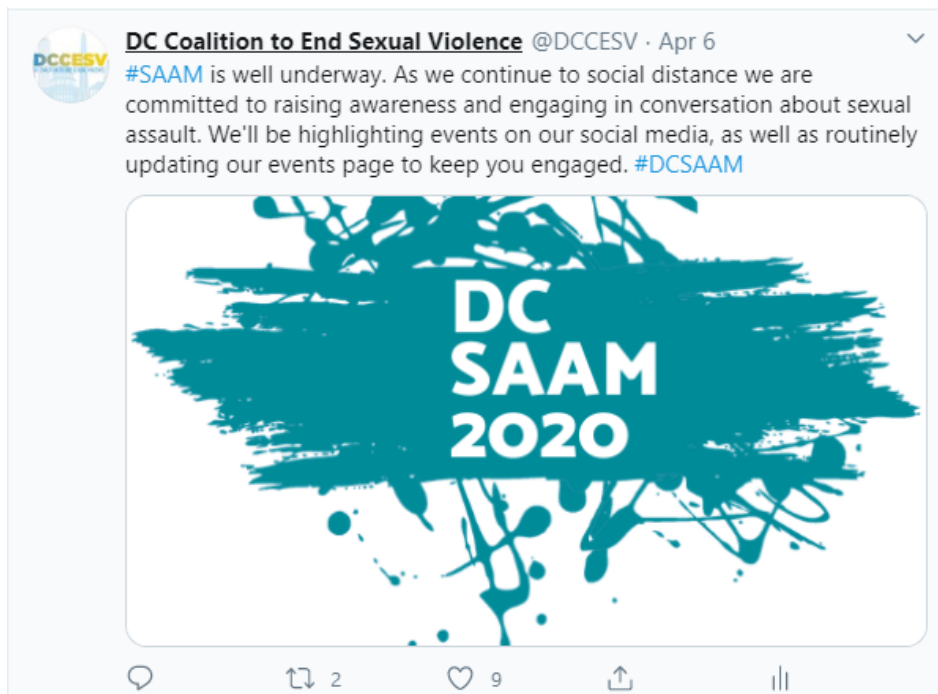 DCCESV
DC Coalition to End Sexual Violence @DCCESV · Apr 6
#SAAM is well underway. As we continue to social distance we are
committed to raising awareness and engaging in conversation about sexual
assault. We'll be highlighting events on our social media, as well as routinely
updating our events page to keep you engaged. #DCSAAM
DC
SAAM
2020
2
9